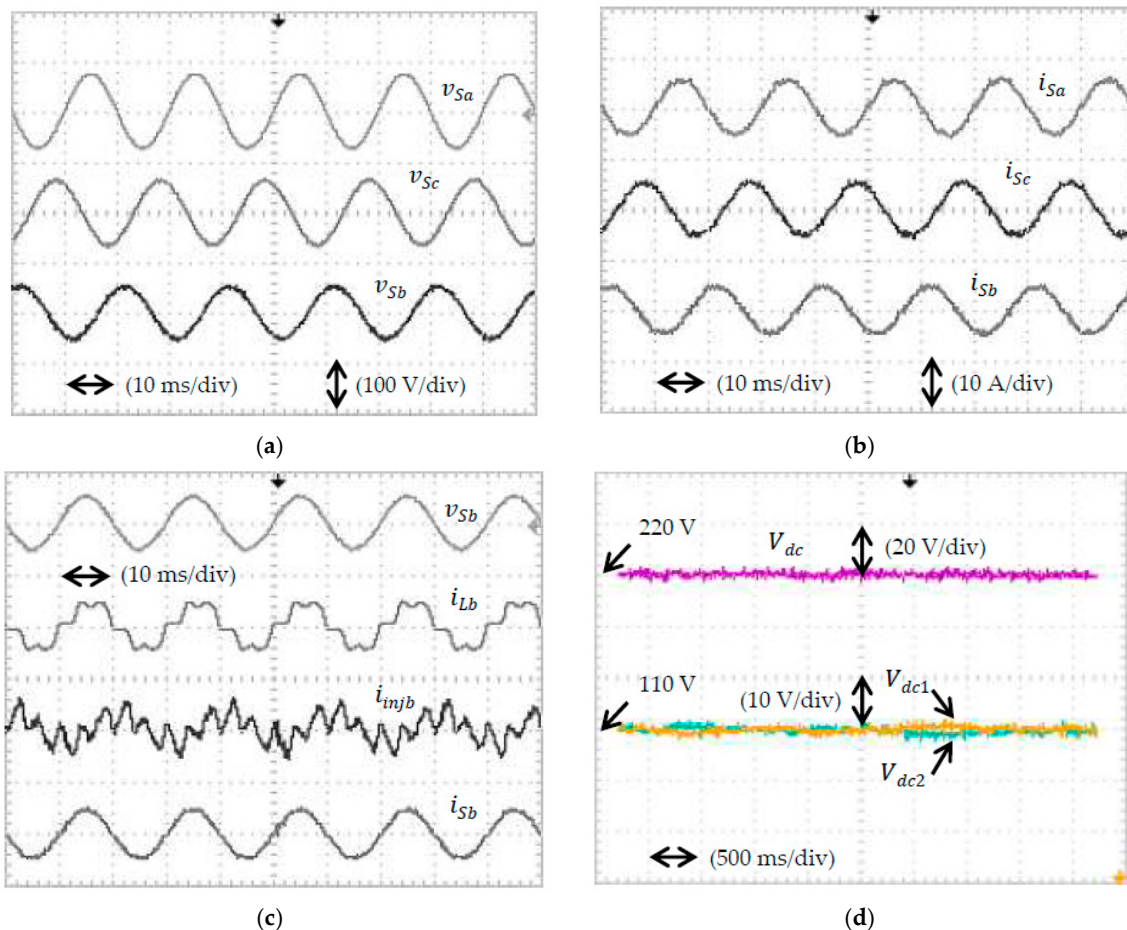 v_Sa
v_Sc
v_Sb
(10 ms/div) (100 V/div)
(a)
i_Sa
i_Sc
i_Sb
(10 ms/div) (10 A/div)
(b)
v_Sb
(10 ms/div)
i_Lb
i_injb
i_Sb
(c)
220 V V_dc (20 V/div)
110 V (10 V/div) V_dc1
V_dc2
(500 ms/div)
(d)